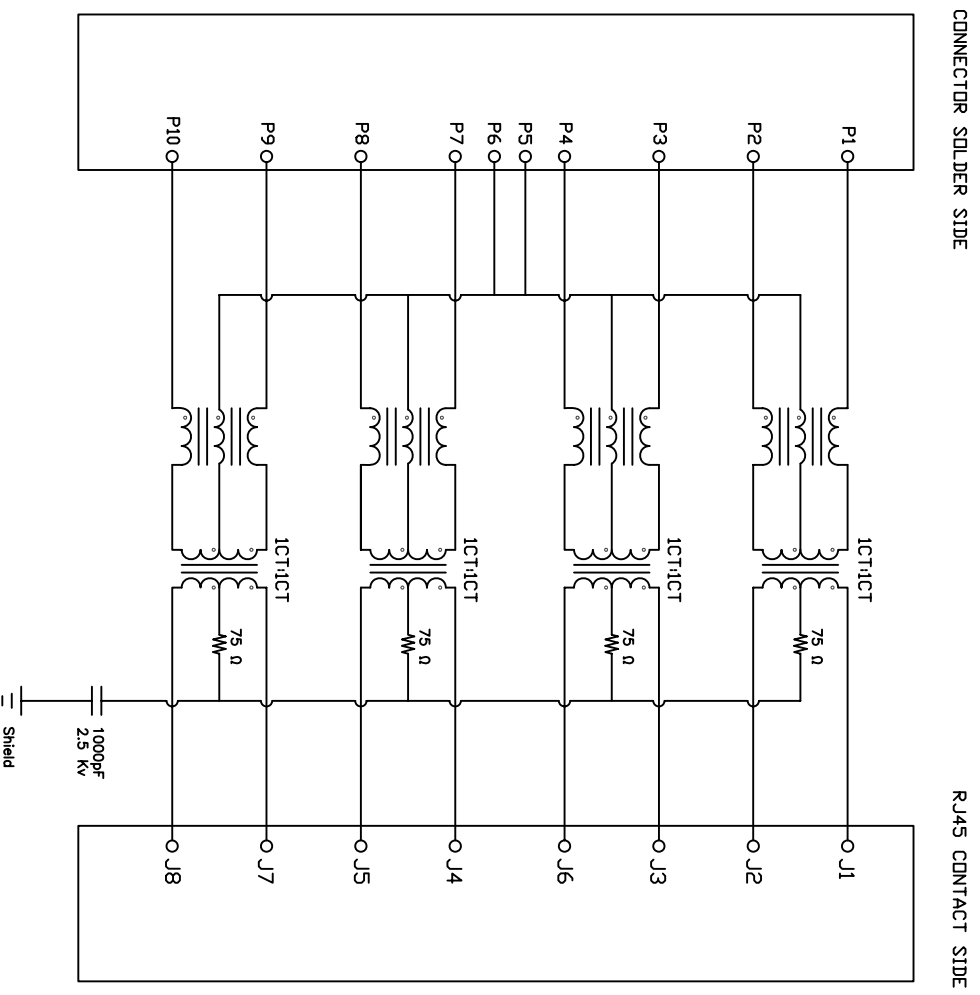 CONNECTOR SOLDER SIDE
RJ45 CONTACT SIDE
P1
J1
1CT:1CT
75 Ω
P2
J2
P3
J3
1CT:1CT
75 Ω
P4
J6
P5
P6
P7
J4
1CT:1CT
75 Ω
P8
J5
P9
J7
1CT:1CT
75 Ω
P10
J8
1000pF
2.5 Kv
Shield